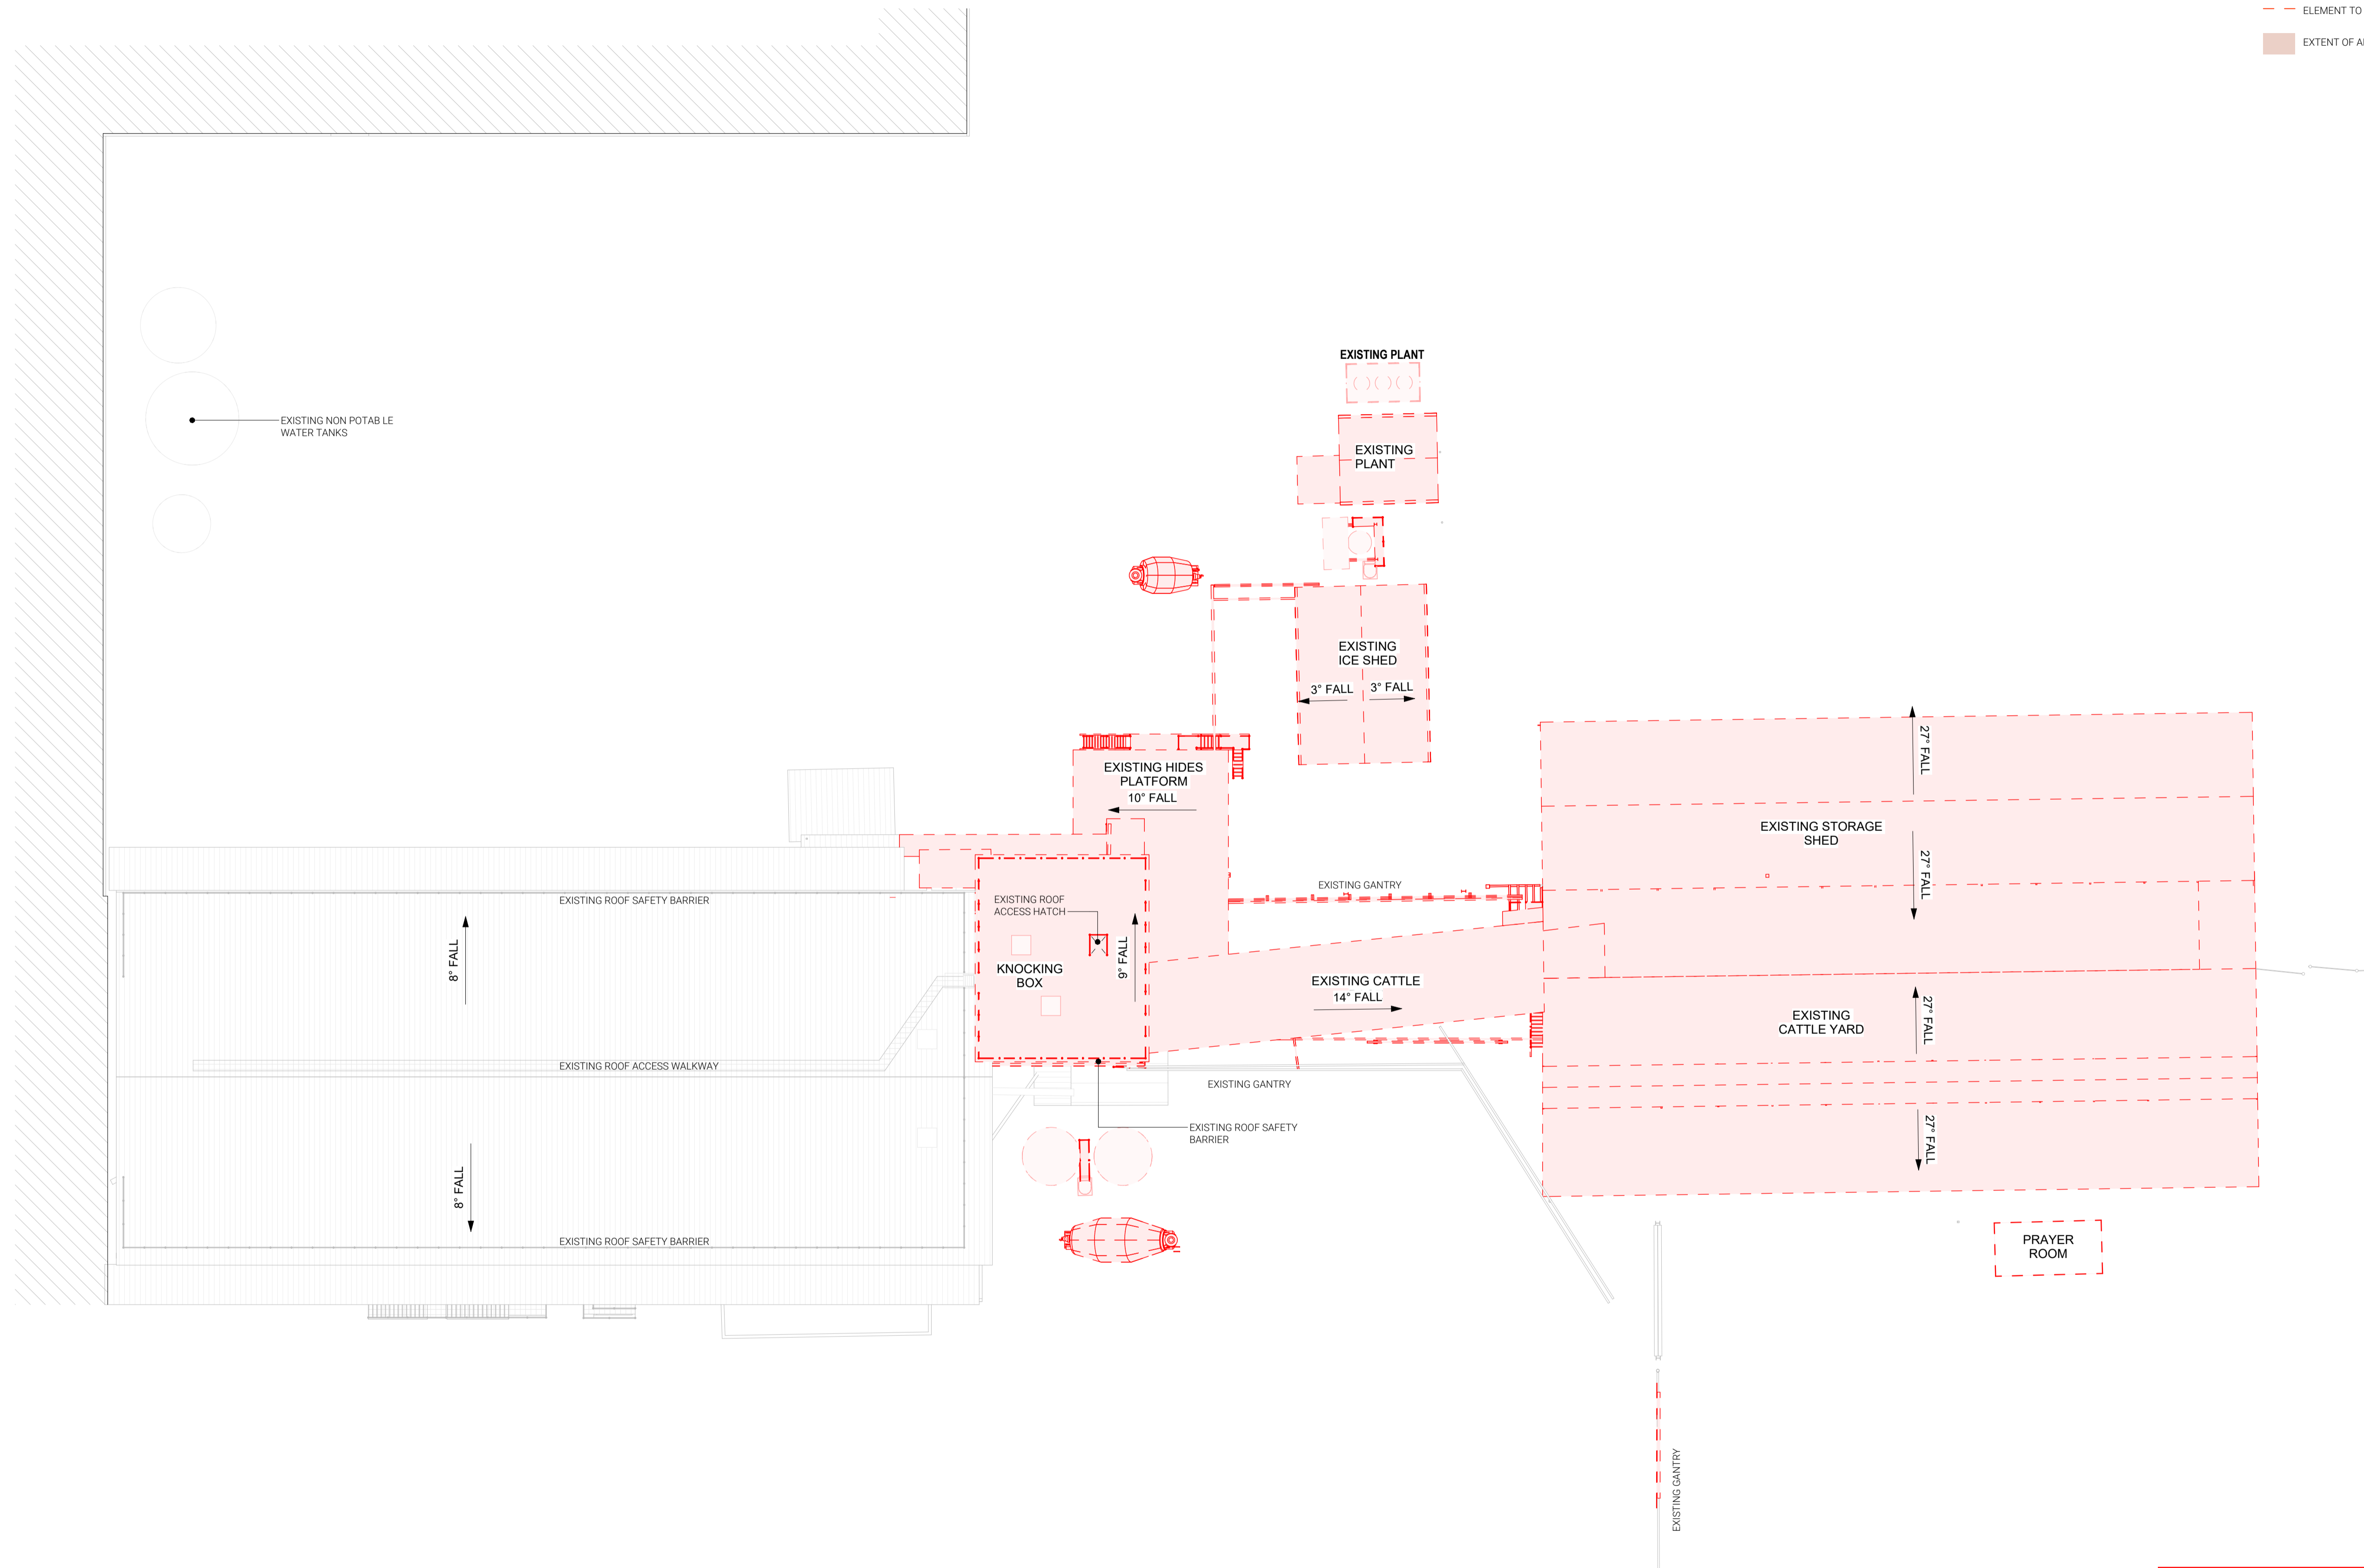 ELEMENT TO
EXTENT OF
EXISTING PLANT
EXISTING NON POTAB LE
WATER TANKS
EXISTING
PLANT
EXISTING
ICE SHED
3° FALL
3° FALL
27° FALL
EXISTING HIDES
PLATFORM
10° FALL
EXISTING STORAGE
SHED
27° FALL
EXISTING GANTRY
EXISTING ROOF SAFETY BARRIER
EXISTING ROOF
ACCESS HATCH
8° FALL
9° FALL
KNOCKING
BOX
EXISTING CATTLE
14° FALL
EXISTING
CATTLE YARD
27° FALL
EXISTING ROOF ACCESS WALKWAY
EXISTING GANTRY
EXISTING ROOF SAFETY
BARRIER
27° FALL
8° FALL
EXISTING ROOF SAFETY BARRIER
PRAYER
ROOM
EXISTING GANTRY